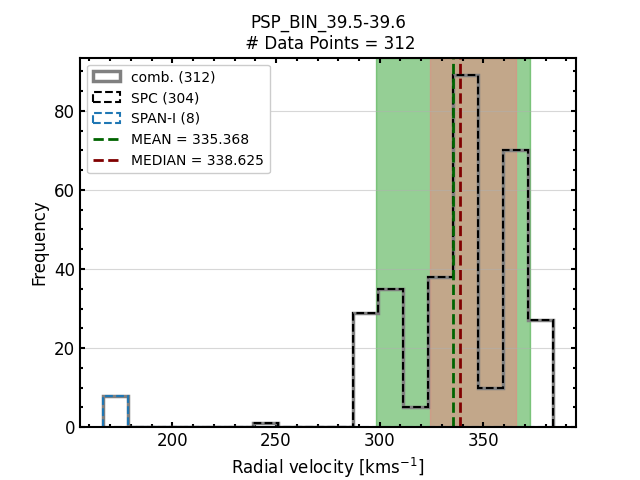 PSP_BIN_39.5-39.6
# Data Points = 312
comb. (312)
SPC (304)
SPAN-I (8)
MEAN = 335.368
MEDIAN = 338.625
Frequency
80
60
40
20
0
200 250 300 350
Radial velocity [kms⁻¹]